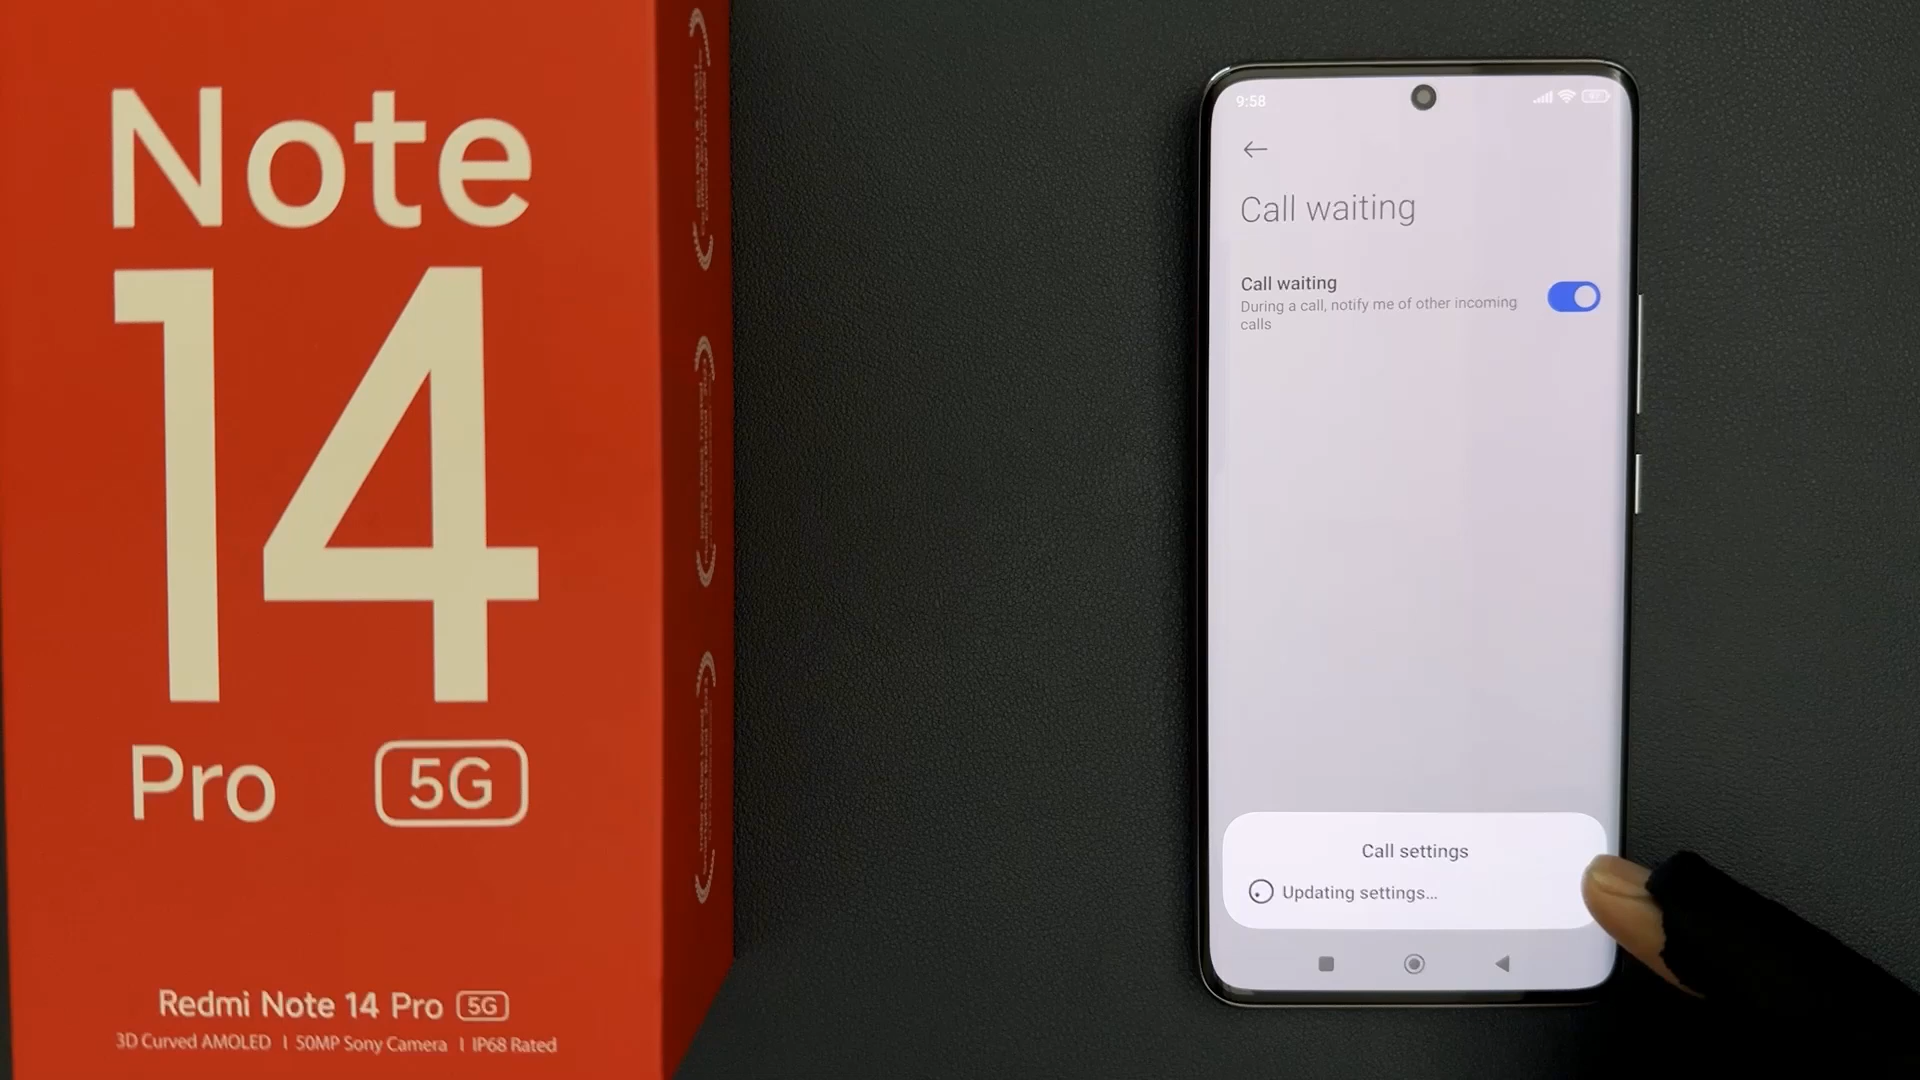 Note
14
Pro 5G
Redmi Note 14 Pro 5G
3D Curved AMOLED | 50MP Sony Camera | IP68 Rated
9:58
Call waiting
Call waiting
During a call, notify me of other incoming
calls
Call settings
Updating settings...